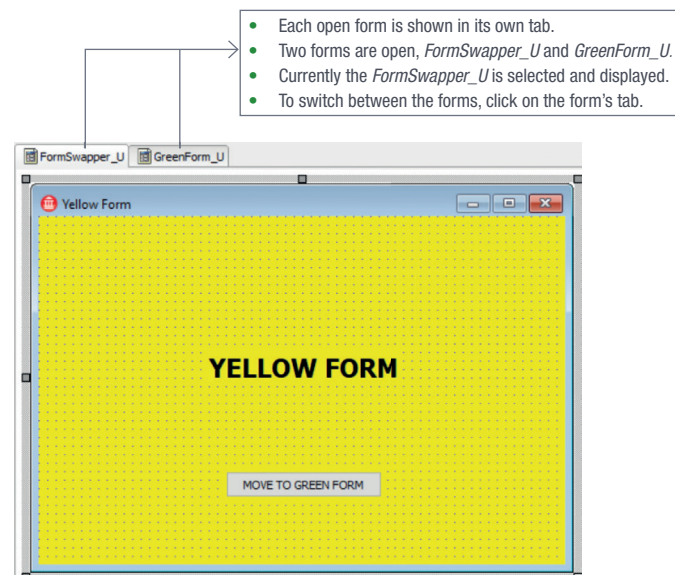 • Each open form is shown in its own tab.
• Two forms are open, FormSwapper_U and GreenForm_U.
• Currently the FormSwapper_U is selected and displayed.
• To switch between the forms, click on the form's tab.
FormSwapper_U GreenForm_U
Yellow Form
YELLOW FORM
MOVE TO GREEN FORM